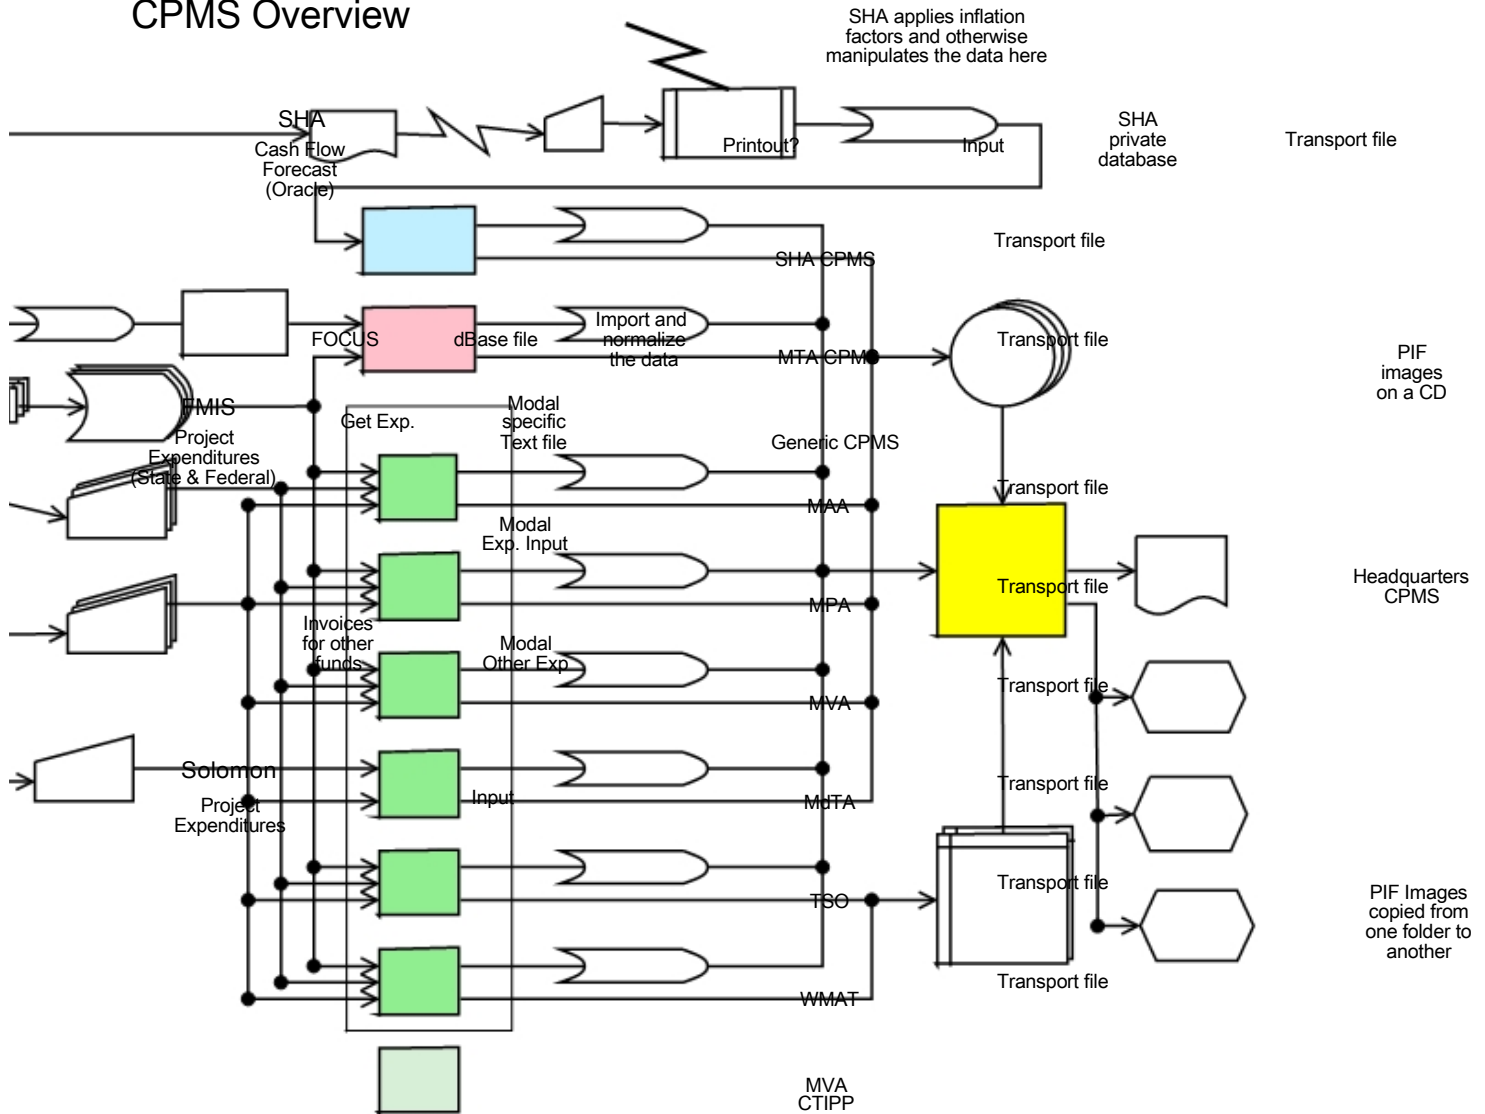 CPMS Overview
SHA applies inflation
factors and otherwise
manipulates the data here
SHA
Cash Flow
Forecast
(Oracle)
Printout?
Input
SHA
private
database
Transport file
SHA CPMS
Transport file
FOCUS
dBase file
Import and
normalize
the data
MTA CPMS
Transport file
PIF
images
on a CD
FMIS
Project
Expenditures
(State & Federal)
Get Exp.
Modal
specific
Text file
Generic CPMS
MAA
Transport file
Modal
Exp. Input
MPA
Transport file
Headquarters
CPMS
Invoices
for other
funds
Modal
Other Exp
MVA
Transport file
Solomon
Project
Expenditures
Input
MdTA
Transport file
TSO
Transport file
PIF Images
copied from
one folder to
another
WMAT
Transport file
MVA
CTIPP